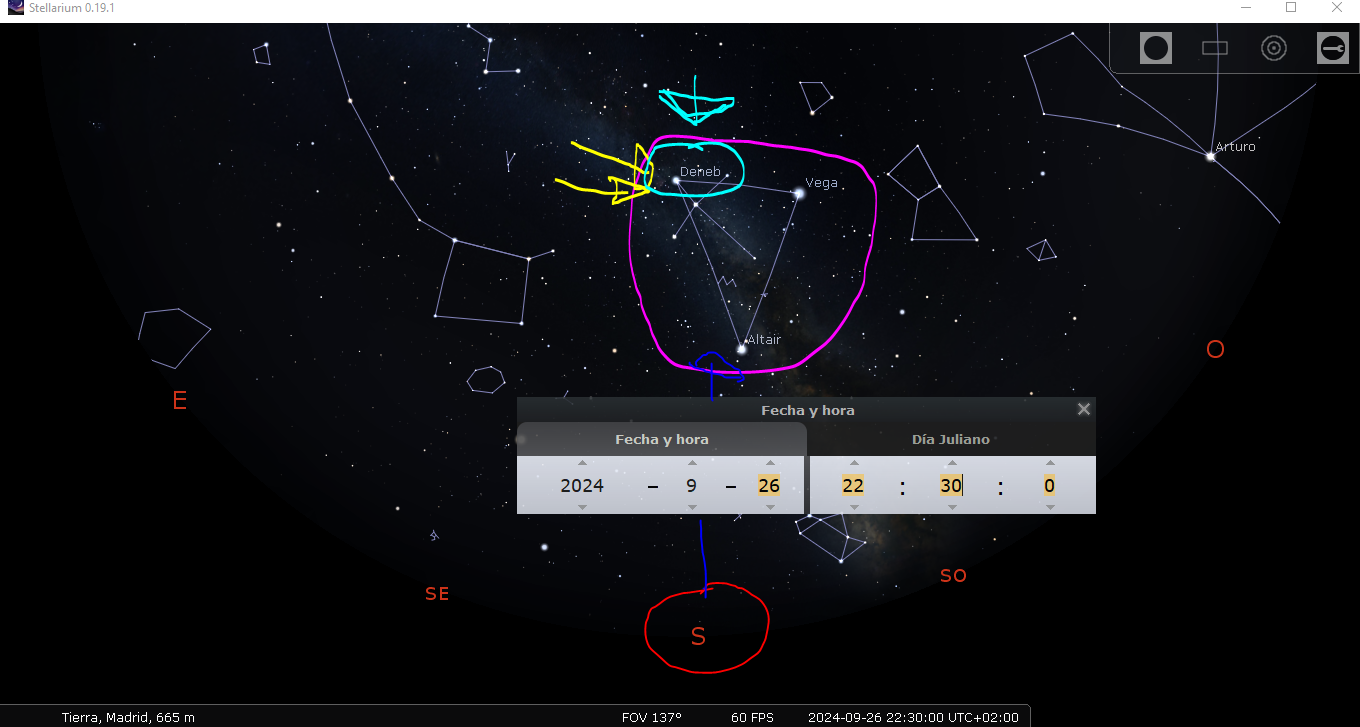 Stellarium 0.19.1
Arturo
Deneb
Vega
Altair
O
E
Fecha y hora
Fecha y hora Día Juliano
2024 – 9 – 26 22 : 30 : 0
SO
SE
S
Tierra, Madrid, 665 m FOV 137° 60 FPS 2024-09-26 22:30:00 UTC+02:00